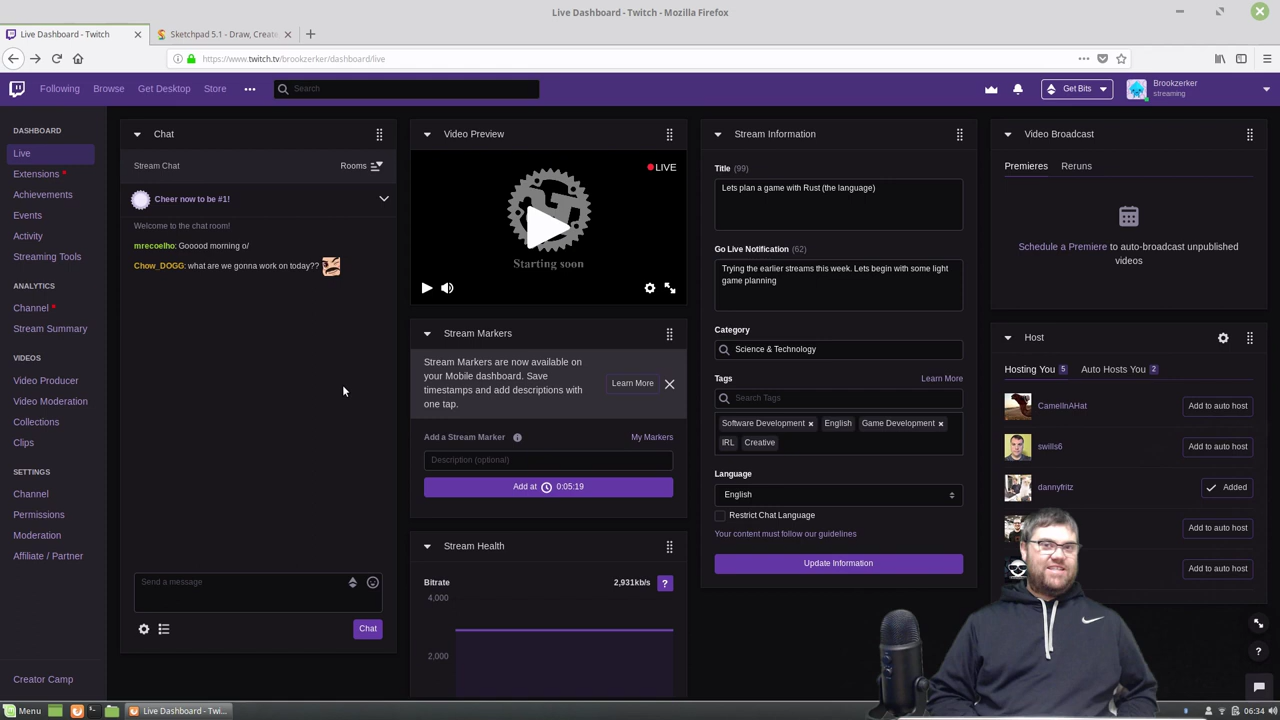 Live Dashboard - Twitch - Mozilla Firefox
Live Dashboard - Twitch
Sketchpad 5.1 - Draw, Create
https://www.twitch.tv/brookzerker/dashboard/live
Following
Browse
Get Desktop
Store
Search
Get Bits
Brookzerker
streaming
DASHBOARD
Live
Extensions
Achievements
Events
Activity
Streaming Tools
ANALYTICS
Channel
Stream Summary
VIDEOS
Video Producer
Video Moderation
Collections
Clips
SETTINGS
Channel
Permissions
Moderation
Affiliate / Partner
Creator Camp
Chat
Stream Chat
Rooms
Cheer now to be #1!
Welcome to the chat room!
mrecoelho: Gooood morning o/
Chow_DOGG: what are we gonna work on today??
Send a message
Chat
Video Preview
LIVE
Starting soon
Stream Markers
Stream Markers are now available on
your Mobile dashboard. Save
timestamps and add descriptions with
one tap.
Learn More
Add a Stream Marker
My Markers
Description (optional)
Add at 0:05:19
Stream Health
Bitrate
2,931kb/s
?
4,000
2,000
Stream Information
Title (99)
Lets plan a game with Rust (the language)
Go Live Notification (62)
Trying the earlier streams this week. Lets begin with some light
game planning
Category
Science & Technology
Tags
Learn More
Search Tags
Software Development
English
Game Development
IRL
Creative
Language
English
Restrict Chat Language
Your content must follow our guidelines
Update Information
Video Broadcast
Premieres
Reruns
Schedule a Premiere to auto-broadcast unpublished
videos
Host
Hosting You 5
Auto Hosts You 2
CamelInAHat
Add to auto host
swills6
Add to auto host
dannyfritz
Added
Add to auto host
Add to auto host
?
Menu
Live Dashboard - Twi...
06:34